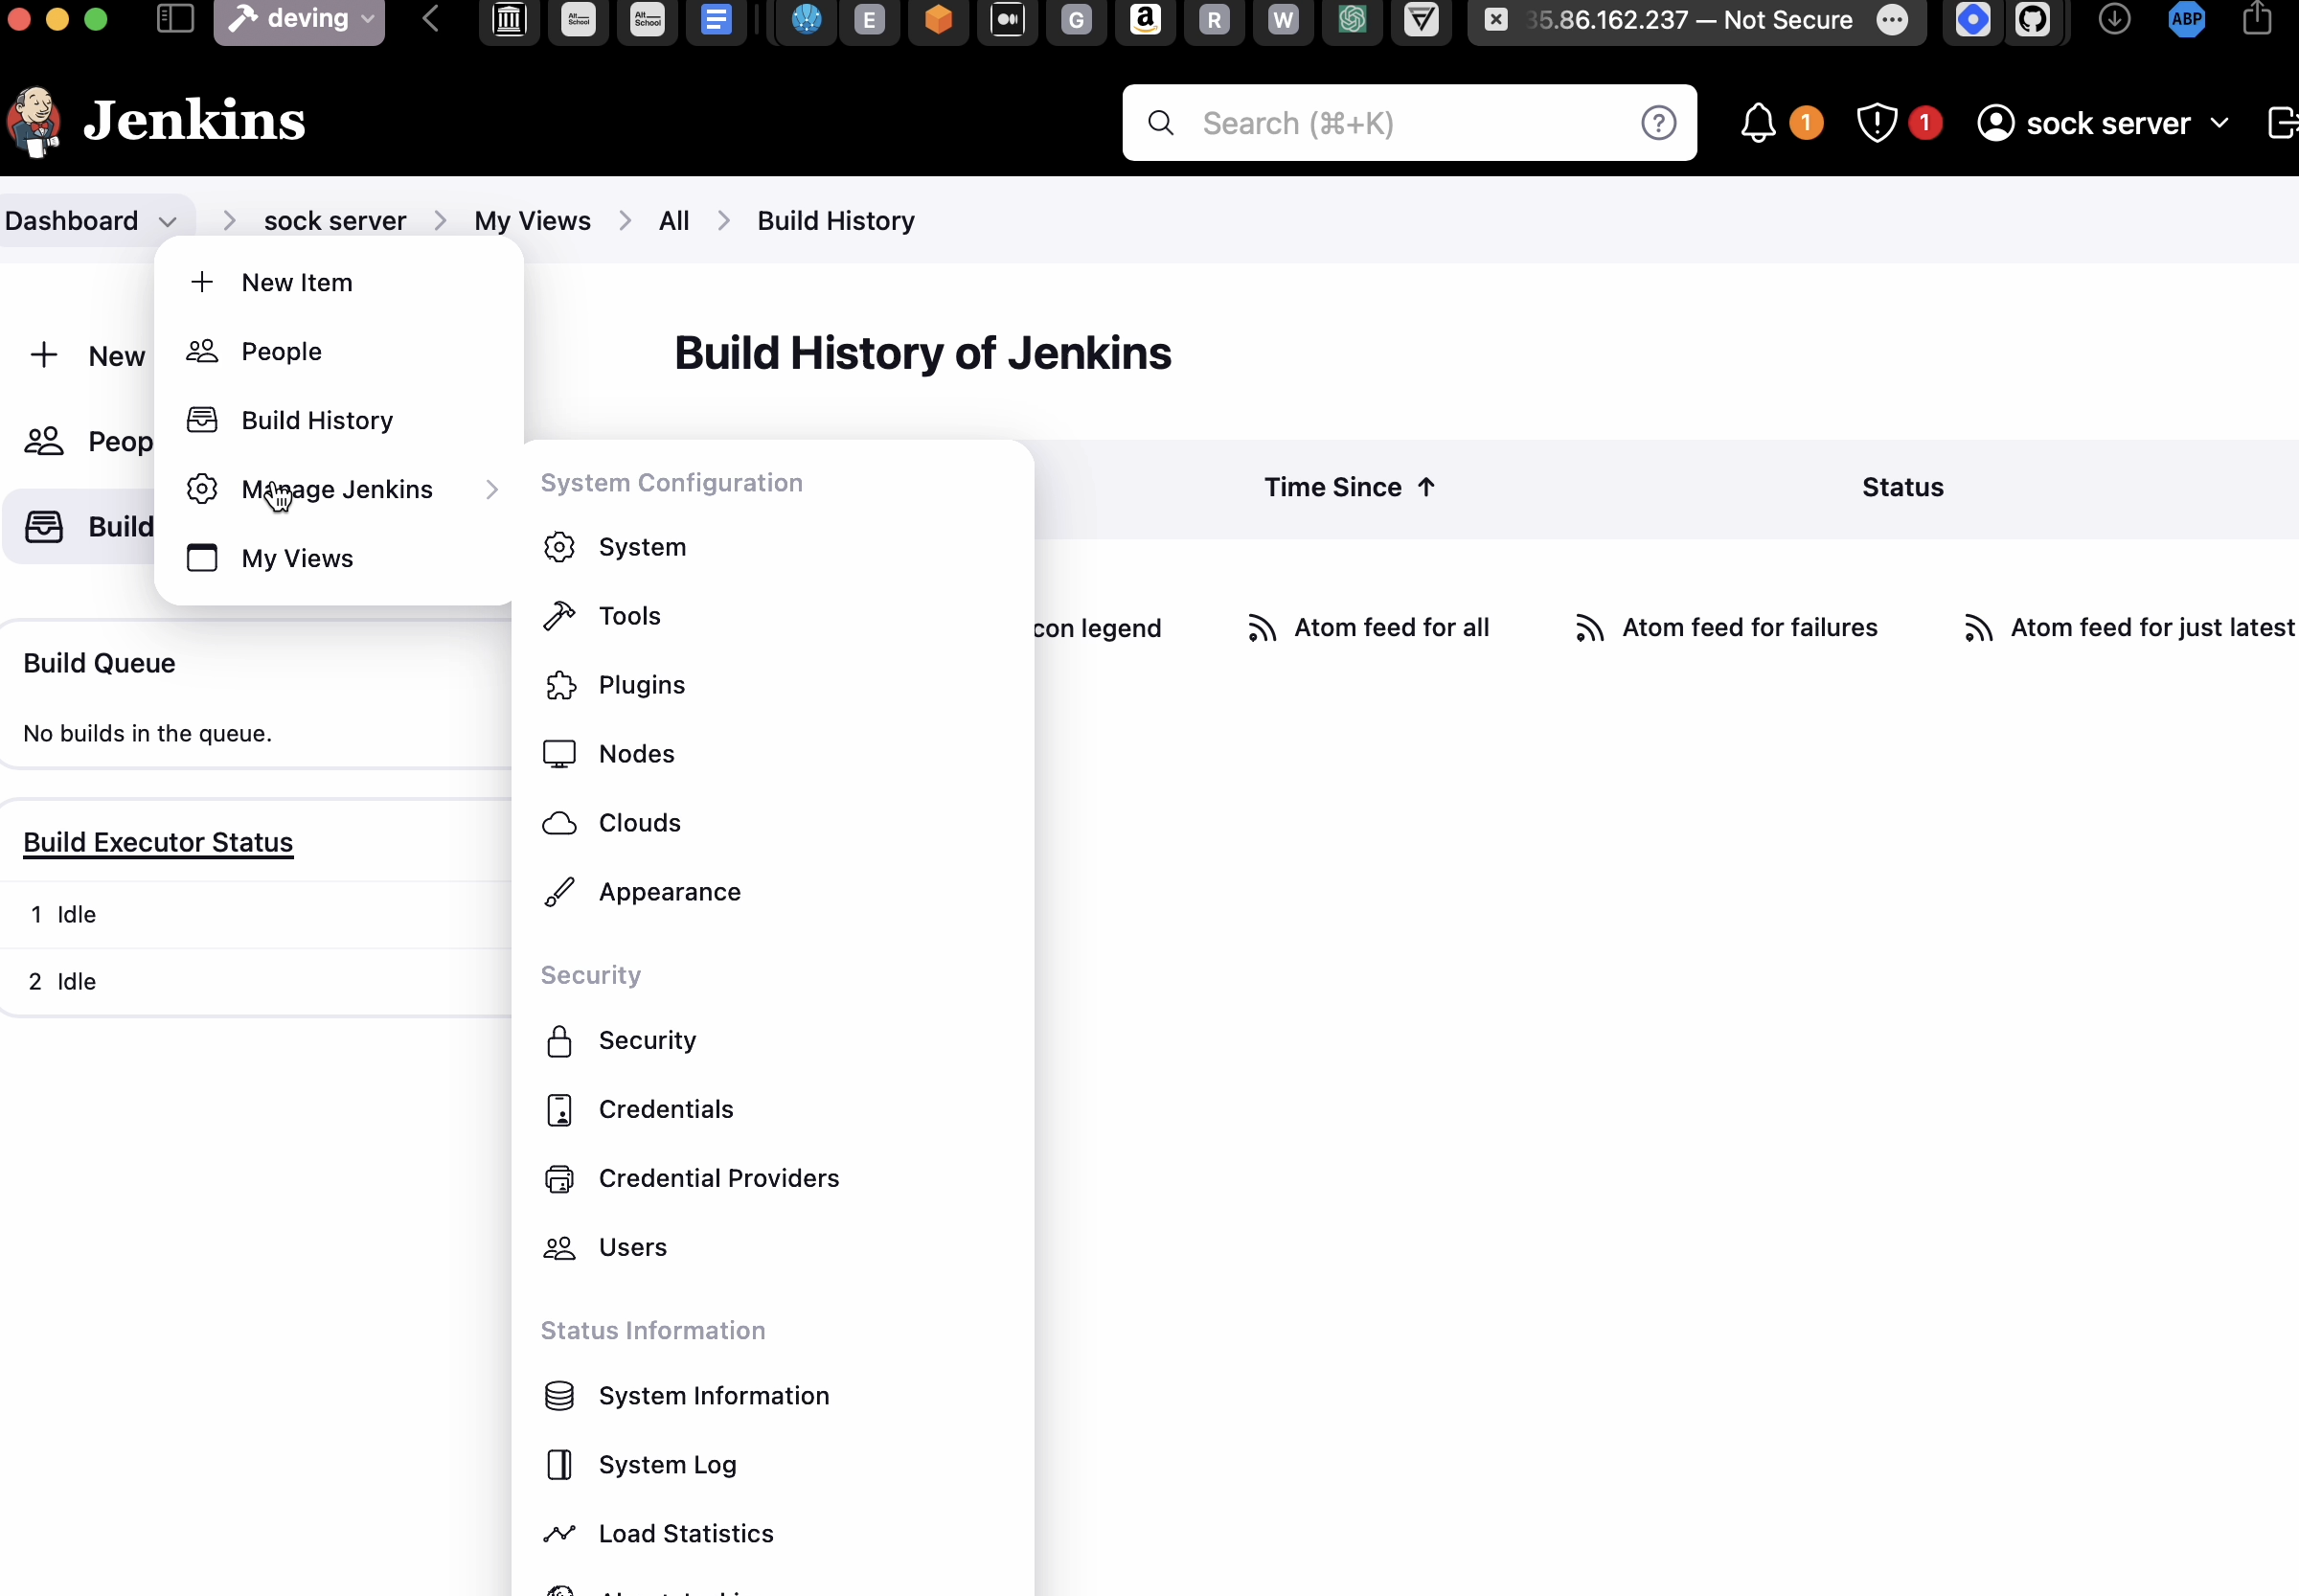 deving
Alt School
Alt School
E
G
a
R
W
35.86.162.237 — Not Secure
ABP
Jenkins
Search (⌘+K)
?
1
1
sock server
Dashboard
sock server
My Views
All
Build History
New Item
People
Build History
Manage Jenkins
My Views
New
Peop
Build
Build History of Jenkins
Time Since ↑
Status
con legend
Atom feed for all
Atom feed for failures
Atom feed for just latest
Build Queue
No builds in the queue.
Build Executor Status
1 Idle
2 Idle
System Configuration
System
Tools
Plugins
Nodes
Clouds
Appearance
Security
Security
Credentials
Credential Providers
Users
Status Information
System Information
System Log
Load Statistics